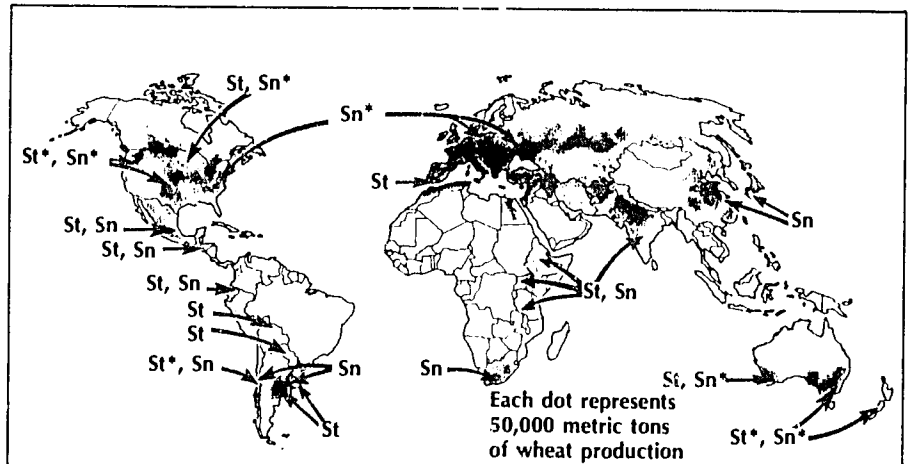 St, Sn*
Sn*
St*, Sn*
St
St, Sn
Sn
St, Sn
St, Sn
St, Sn
St
St
St*, Sn
Sn
Sn
St, Sn*
St
Each dot represents
50,000 metric tons
of wheat production
St*, Sn*